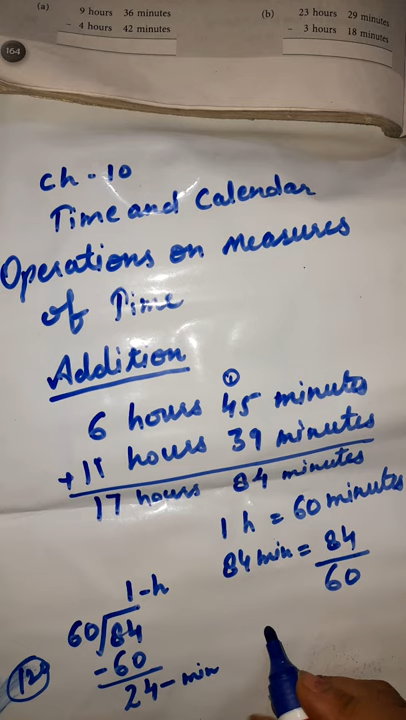 (a) 9 hours 36 minutes
− 4 hours 42 minutes
(b) 23 hours 29 minutes
− 3 hours 18 minutes
164
Ch - 10
Time and Calendar
Operations on Measures
of Time
Addition
1
6 hours 45 minutes
+ 11 hours 39 minutes
17 hours 84 minutes
1 h = 60 minutes
84 min = 84
60
1 - h
60)84
-60
24 - min